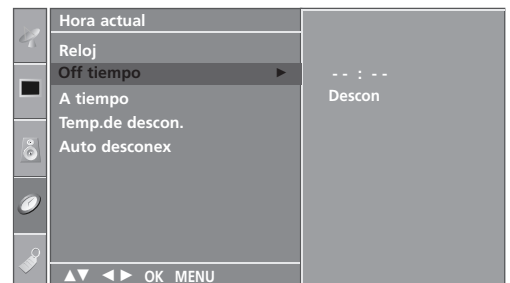 Hora actual
Reloj
Off tiempo ►
A tiempo
Temp.de descon.
Auto desconex
- - : - -
Descon
▲▼ ◄► OK MENU